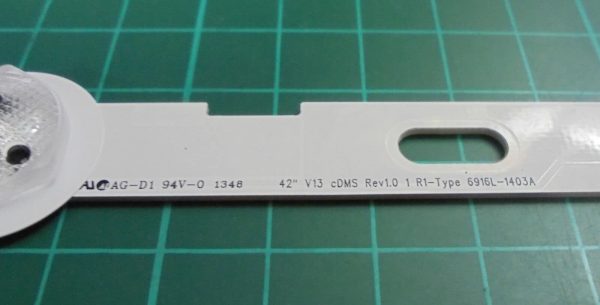 AG-D1 94V-0 1348 42" V13 cDMS Rev1.0 1 R1-Type 6916L-1403A